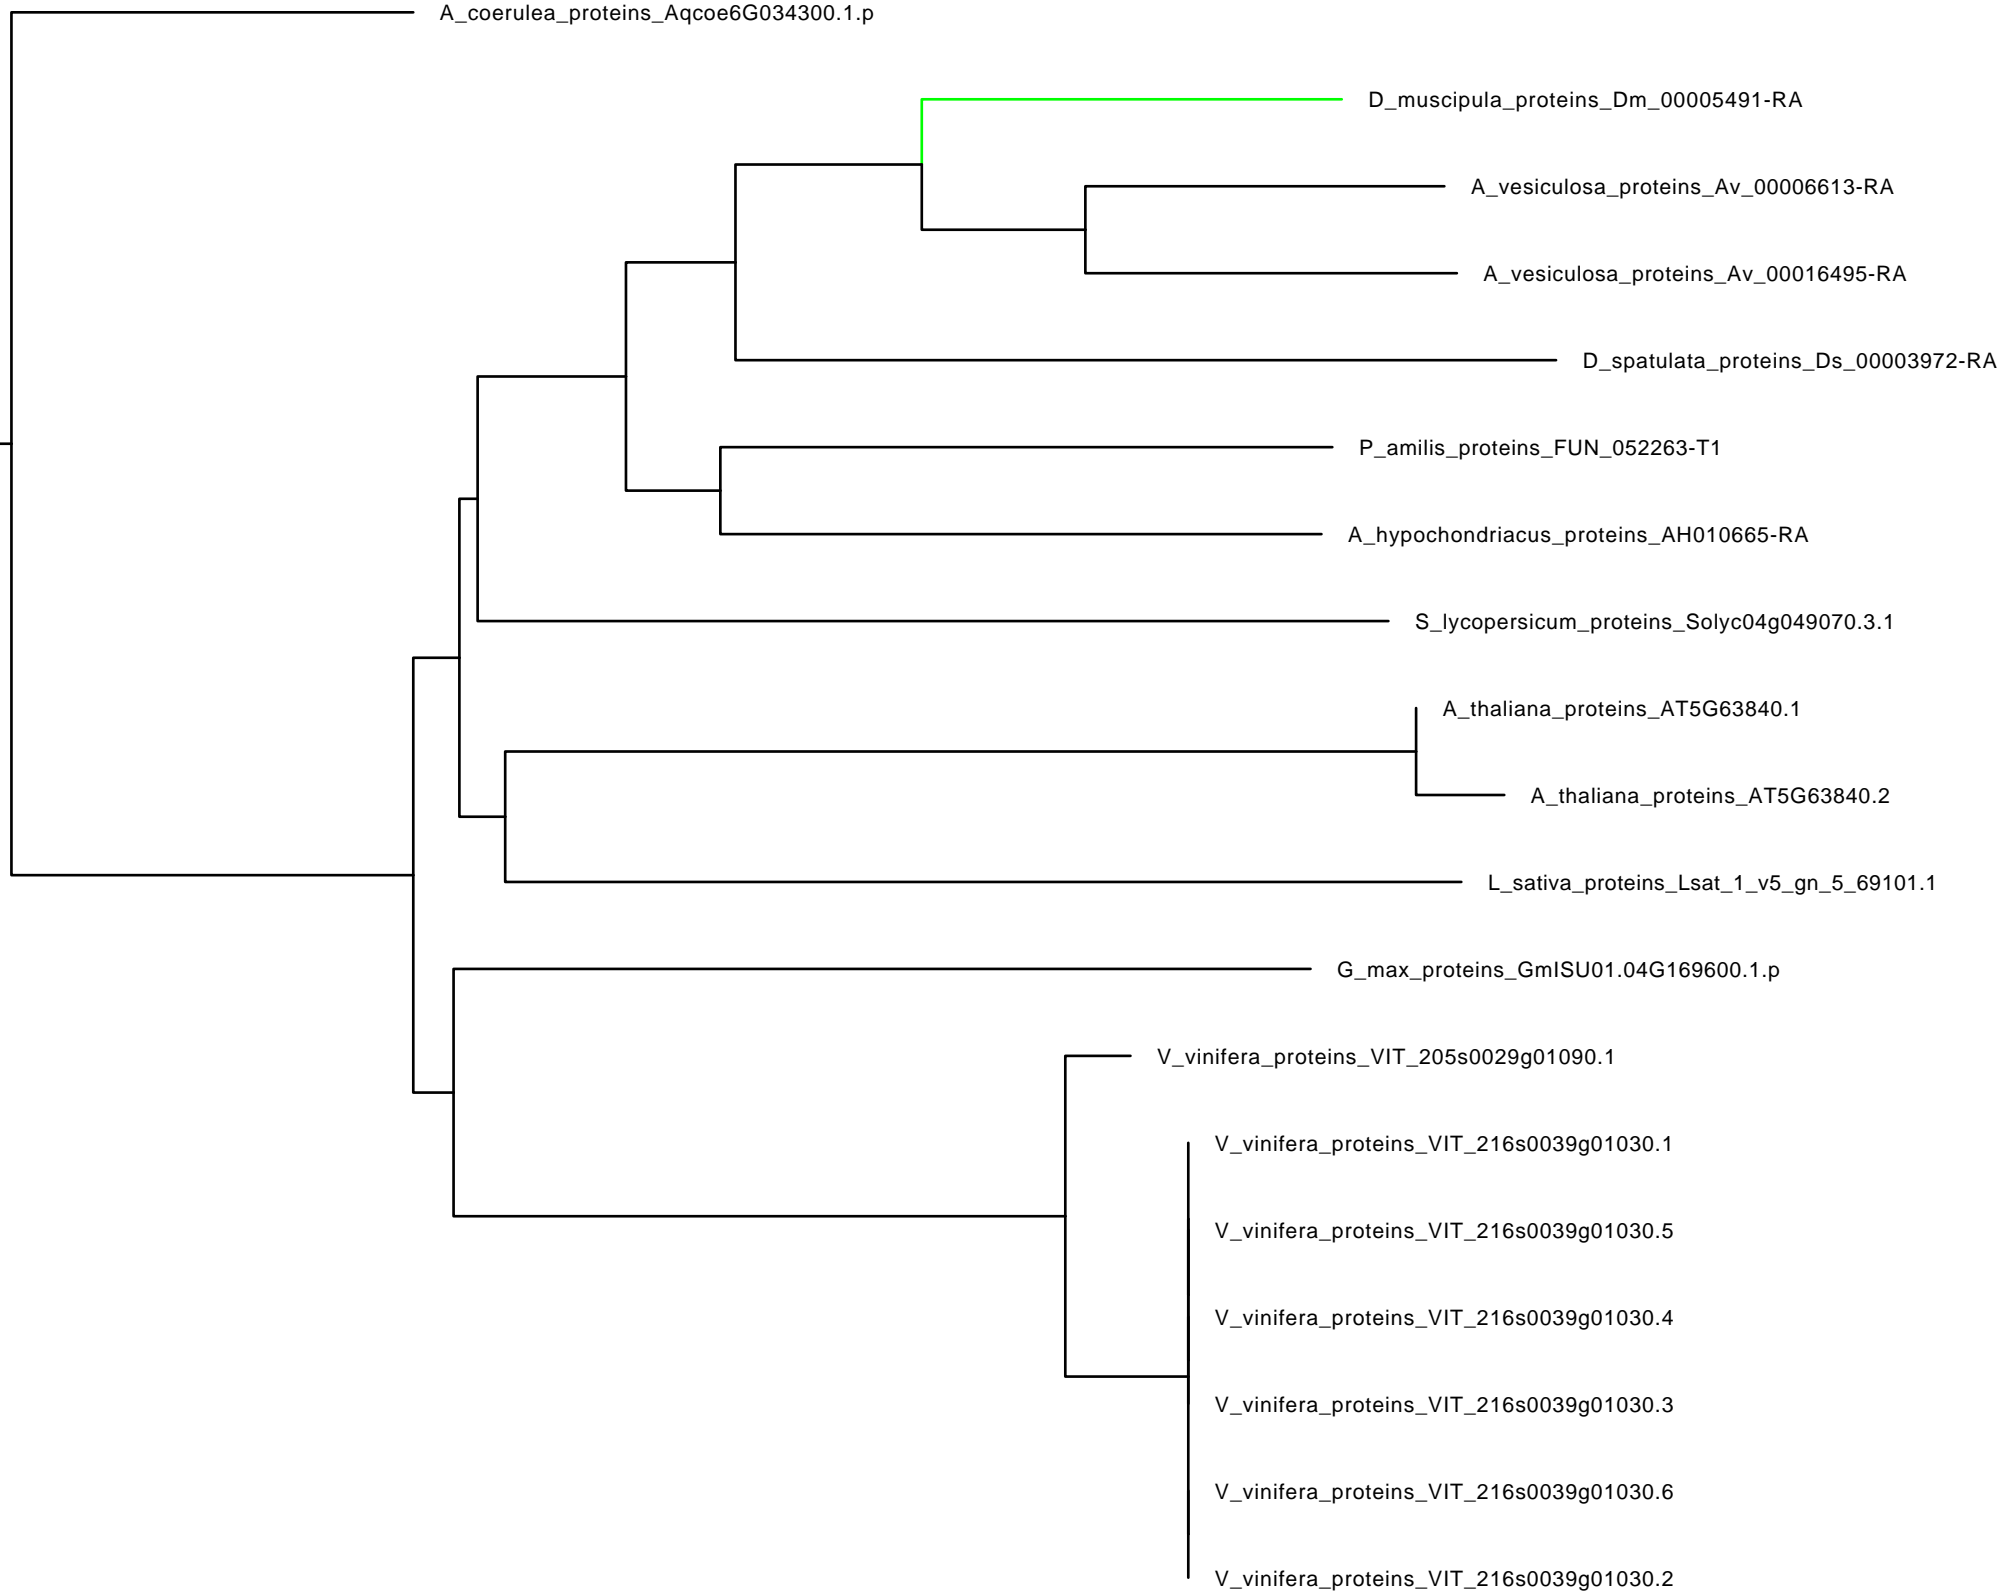 A_coerulea_proteins_Aqcoe6G034300.1.p
D_muscipula_proteins_Dm_00005491-RA
A_vesiculosa_proteins_Av_00006613-RA
A_vesiculosa_proteins_Av_00016495-RA
D_spatulata_proteins_Ds_00003972-RA
P_amilis_proteins_FUN_052263-T1
A_hypochondriacus_proteins_AH010665-RA
S_lycopersicum_proteins_Solyc04g049070.3.1
A_thaliana_proteins_AT5G63840.1
A_thaliana_proteins_AT5G63840.2
L_sativa_proteins_Lsat_1_v5_gn_5_69101.1
G_max_proteins_GmISU01.04G169600.1.p
V_vinifera_proteins_VIT_205s0029g01090.1
V_vinifera_proteins_VIT_216s0039g01030.1
V_vinifera_proteins_VIT_216s0039g01030.5
V_vinifera_proteins_VIT_216s0039g01030.4
V_vinifera_proteins_VIT_216s0039g01030.3
V_vinifera_proteins_VIT_216s0039g01030.6
V_vinifera_proteins_VIT_216s0039g01030.2